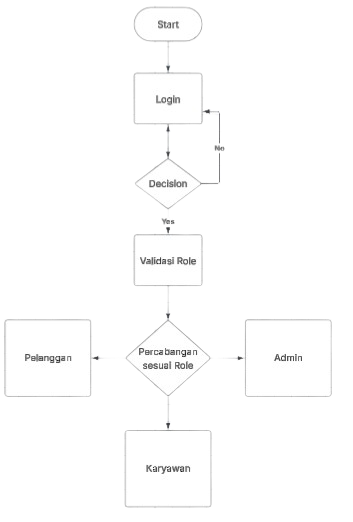 Start
Login
No
Decision
Yes
Validasi Role
Pelanggan
Percabangan
sesuai Role
Admin
Karyawan